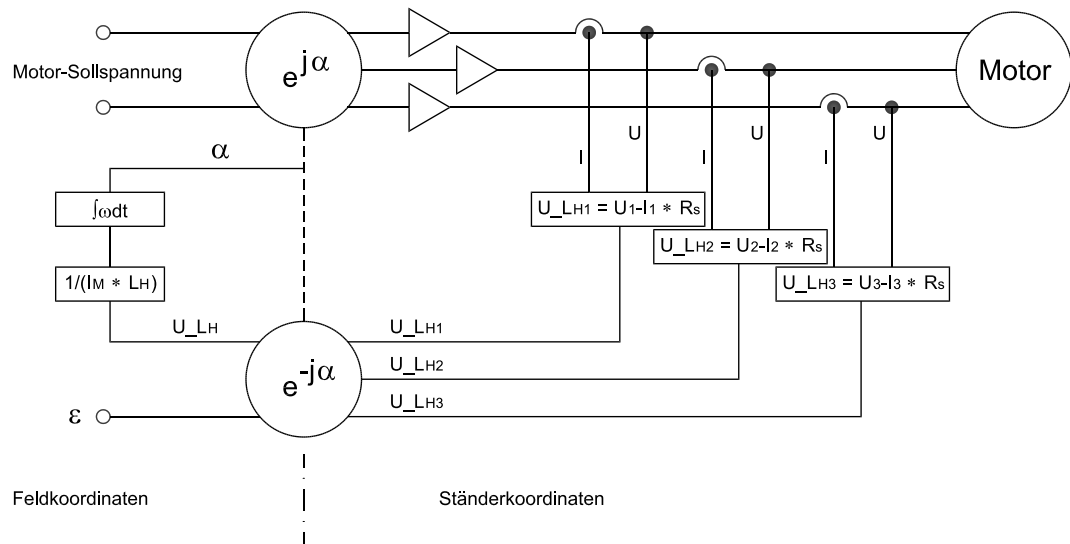 Motor-Sollspannung
e^jα
Motor
α
U
I
U
I
U
I
∫ωdt
U_LH1 = U1-I1 * Rs
U_LH2 = U2-I2 * Rs
1/(IM * LH)
U_LH3 = U3-I3 * Rs
U_LH
U_LH1
U_LH2
e^-jα
U_LH3
ε
Feldkoordinaten
Ständerkoordinaten